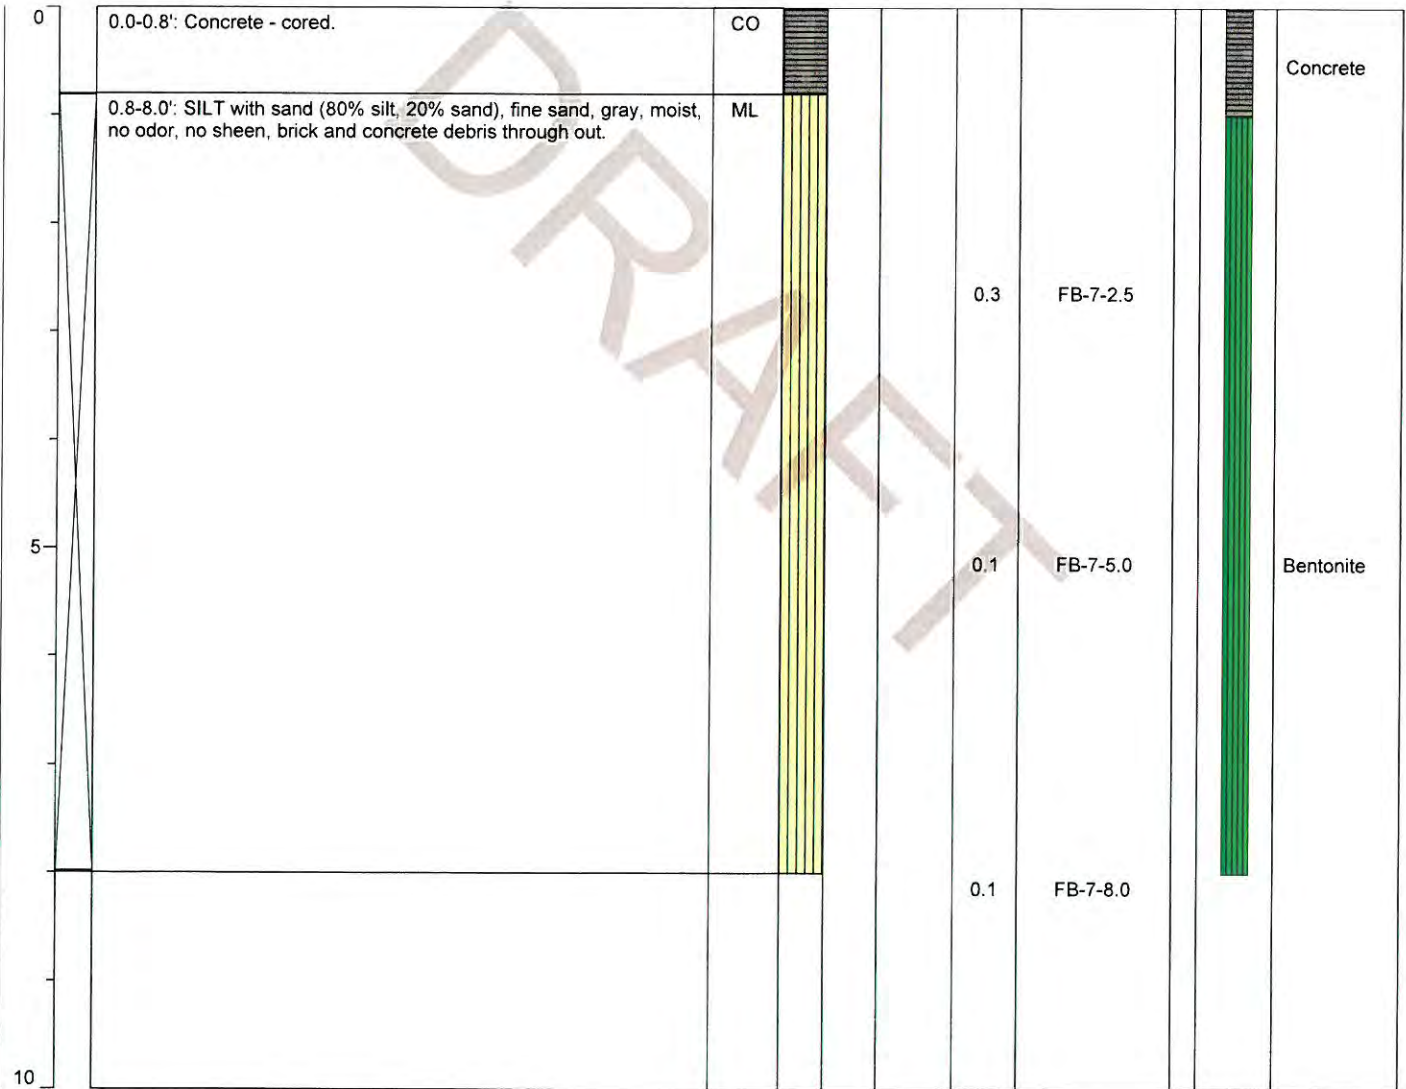 0
0.0-0.8': Concrete - cored.
CO
Concrete
0.8-8.0': SILT with sand (80% silt, 20% sand), fine sand, gray, moist,
no odor, no sheen, brick and concrete debris through out.
ML
DRAFT
0.3
FB-7-2.5
5
0.1
FB-7-5.0
Bentonite
0.1
FB-7-8.0
10